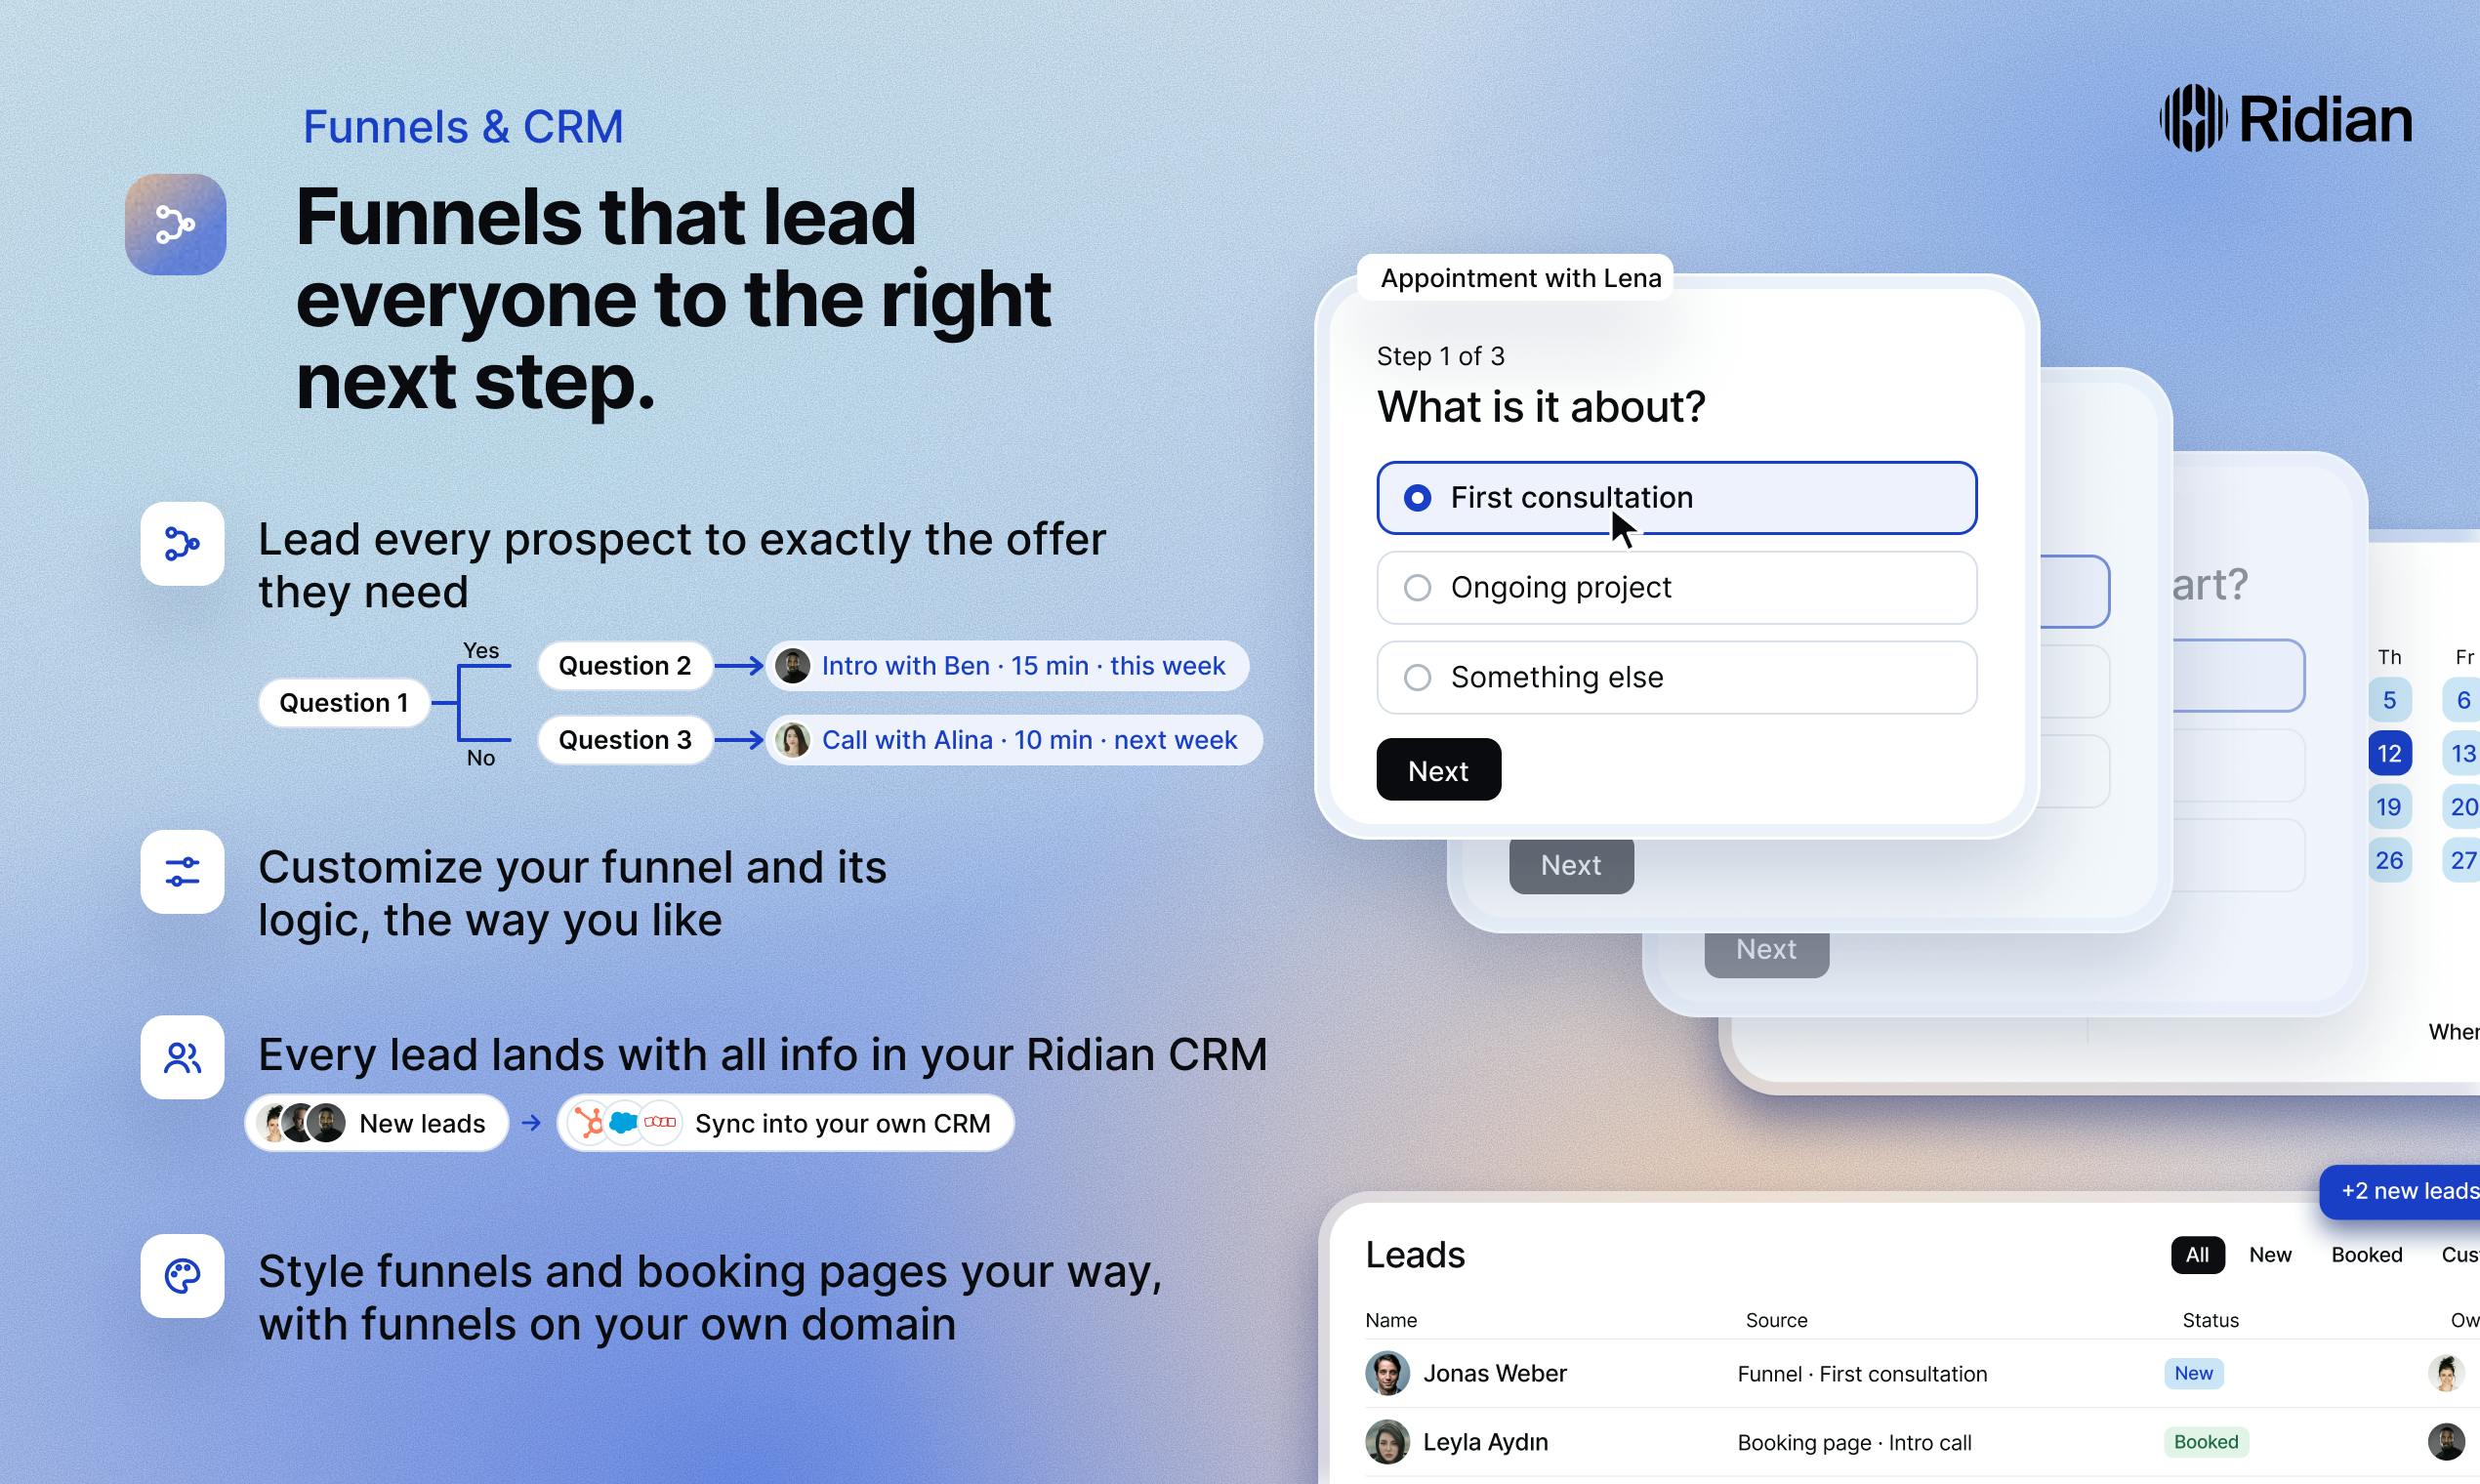 Funnels & CRM
Ridian
Funnels that lead
everyone to the right
next step.
Lead every prospect to exactly the offer
they need
Yes
Question 1
Question 2
Intro with Ben · 15 min · this week
Question 3
Call with Alina · 10 min · next week
No
Customize your funnel and its
logic, the way you like
Every lead lands with all info in your Ridian CRM
New leads
Sync into your own CRM
Style funnels and booking pages your way,
with funnels on your own domain
Appointment with Lena
Step 1 of 3
What is it about?
First consultation
Ongoing project
Something else
Next
Next
Next
art?
Th Fr
5 6
12 13
19 20
26 27
+2 new leads
Leads
All New Booked
Name Source Status
Jonas Weber Funnel · First consultation New
Leyla Aydın Booking page · Intro call Booked